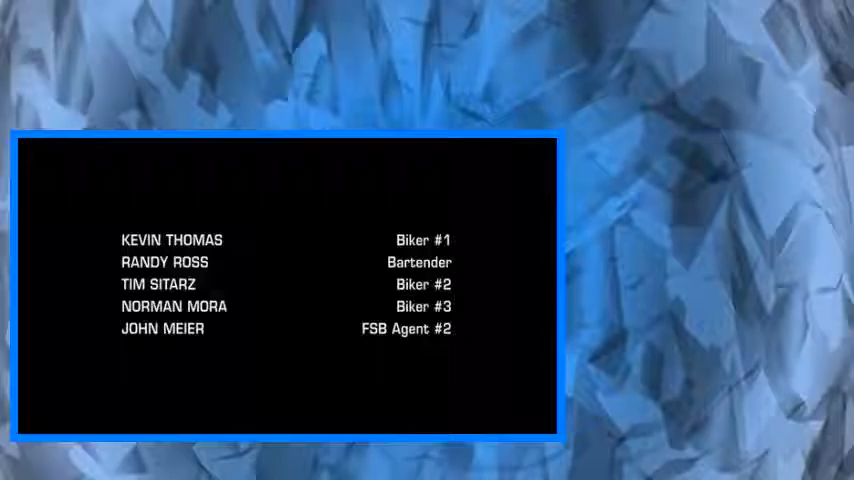 KEVIN THOMAS Biker #1
RANDY ROSS Bartender
TIM SITARZ Biker #2
NORMAN MORA Biker #3
JOHN MEIER FSB Agent #2